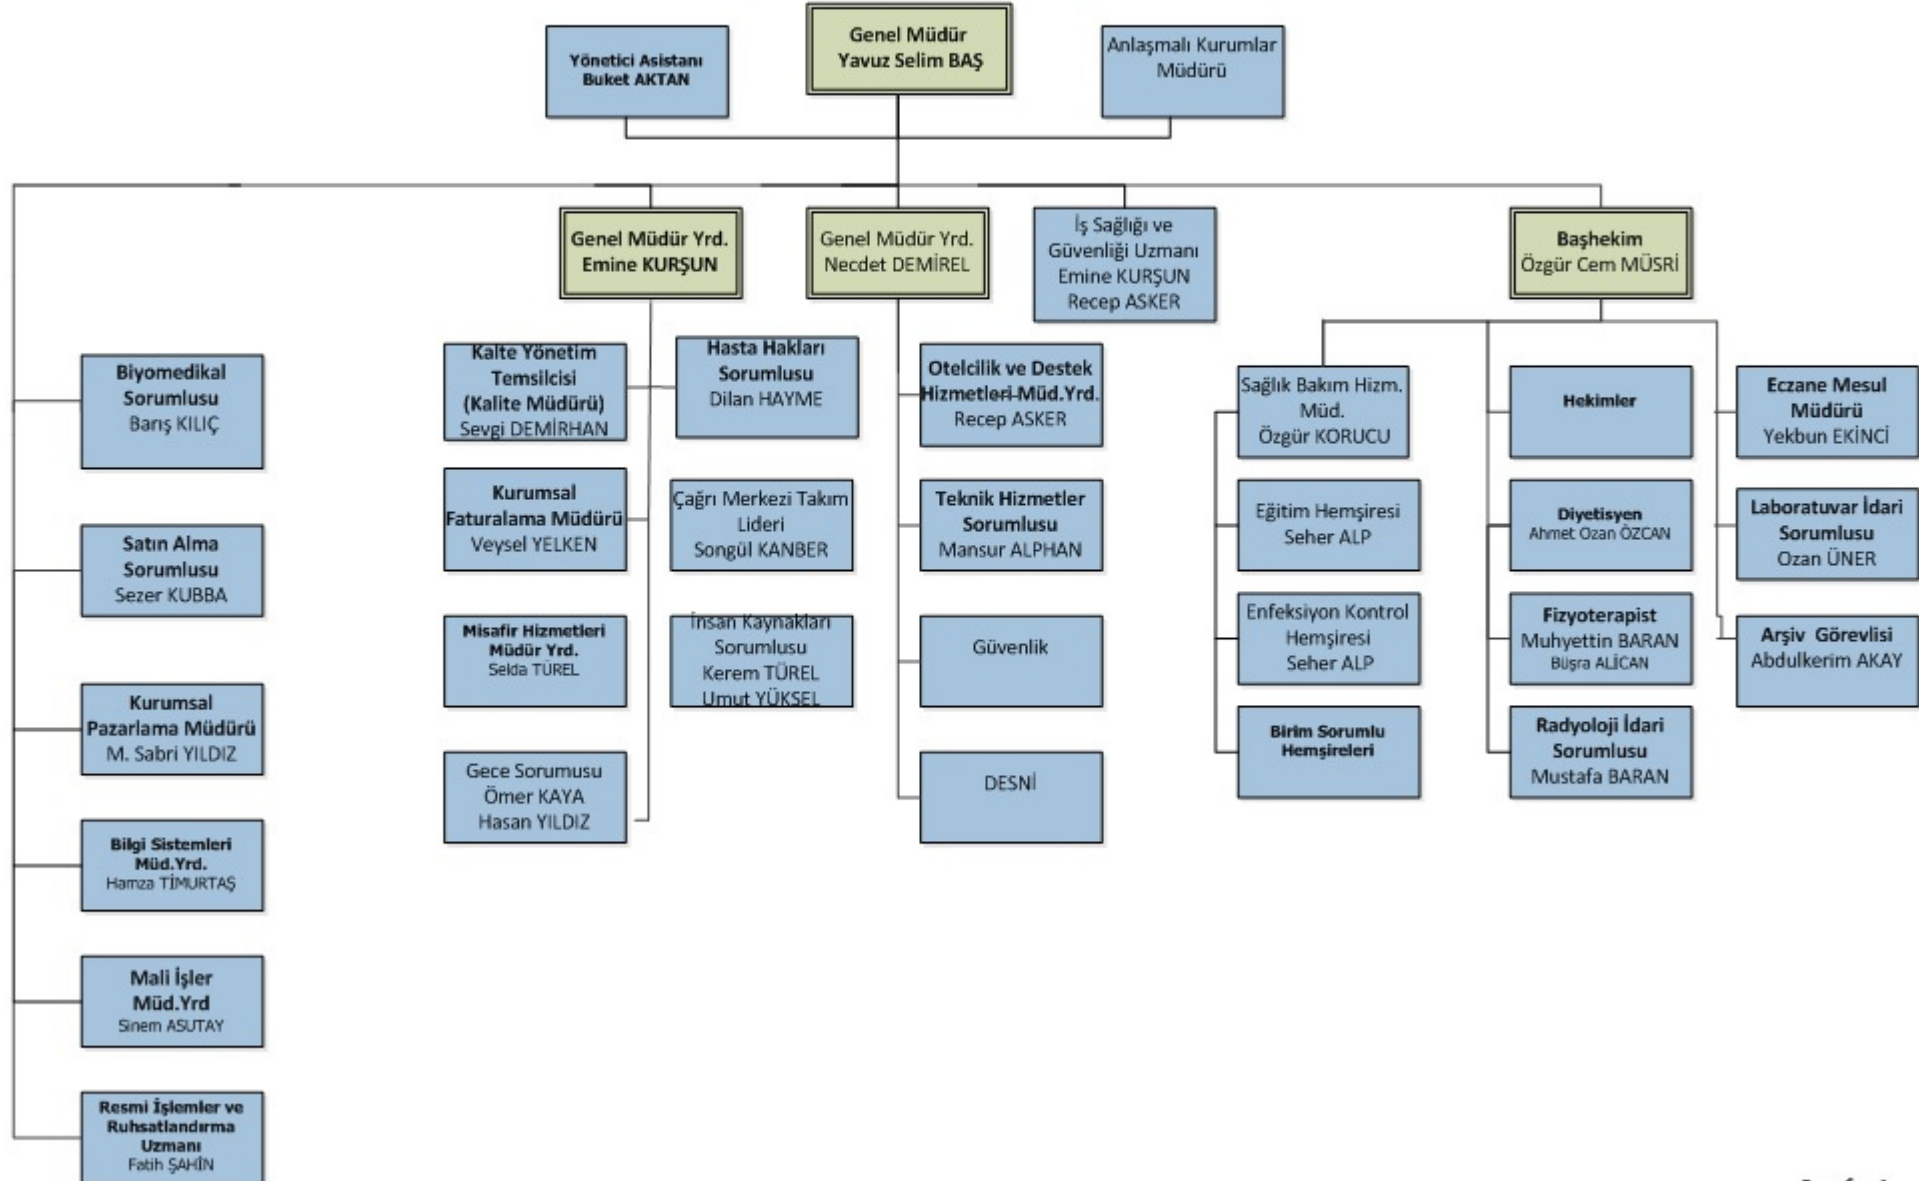 Genel Müdür
Yavuz Selim BAŞ
Yönetici Asistanı
Buket AKTAN
Anlaşmalı Kurumlar
Müdürü
Genel Müdür Yrd.
Emine KURŞUN
Genel Müdür Yrd.
Necdet DEMİREL
İş Sağlığı ve
Güvenliği Uzmanı
Emine KURŞUN
Recep ASKER
Başhekim
Özgür Cem MÜSRİ
Biyomedikal
Sorumlusu
Barış KILIÇ
Satın Alma
Sorumlusu
Sezer KUBBA
Kurumsal
Pazarlama Müdürü
M. Sabri YILDIZ
Bilgi Sistemleri
Müd.Yrd.
Hamza TİMURTAŞ
Mali İşler
Müd.Yrd
Sinem ASUTAY
Resmi İşlemler ve
Ruhsatlandırma
Uzmanı
Fatih ŞAHİN
Kalte Yönetim
Temsilcisi
(Kalite Müdürü)
Sevgi DEMİRHAN
Hasta Hakları
Sorumlusu
Dilan HAYME
Kurumsal
Faturalama Müdürü
Veysel YELKEN
Çağrı Merkezi Takım
Lideri
Songül KANBER
Misafir Hizmetleri
Müdür Yrd.
Selda TÜREL
İnsan Kaynakları
Sorumlusu
Kerem TÜREL
Umut YÜKSEL
Gece Sorumusu
Ömer KAYA
Hasan YILDIZ
Otelcilik ve Destek
Hizmetleri Müd.Yrd.
Recep ASKER
Teknik Hizmetler
Sorumlusu
Mansur ALPHAN
Güvenlik
DESNİ
Sağlık Bakım Hizm.
Müd.
Özgür KORUCU
Eğitim Hemşiresi
Seher ALP
Enfeksiyon Kontrol
Hemşiresi
Seher ALP
Birim Sorumlu
Hemşireleri
Hekimler
Diyetisyen
Ahmet Ozan ÖZCAN
Fizyoterapist
Muhyettin BARAN
Büşra ALİCAN
Radyoloji İdari
Sorumlusu
Mustafa BARAN
Eczane Mesul
Müdürü
Yekbun EKİNCİ
Laboratuvar İdari
Sorumlusu
Ozan ÜNER
Arşiv Görevlisi
Abdulkerim AKAY